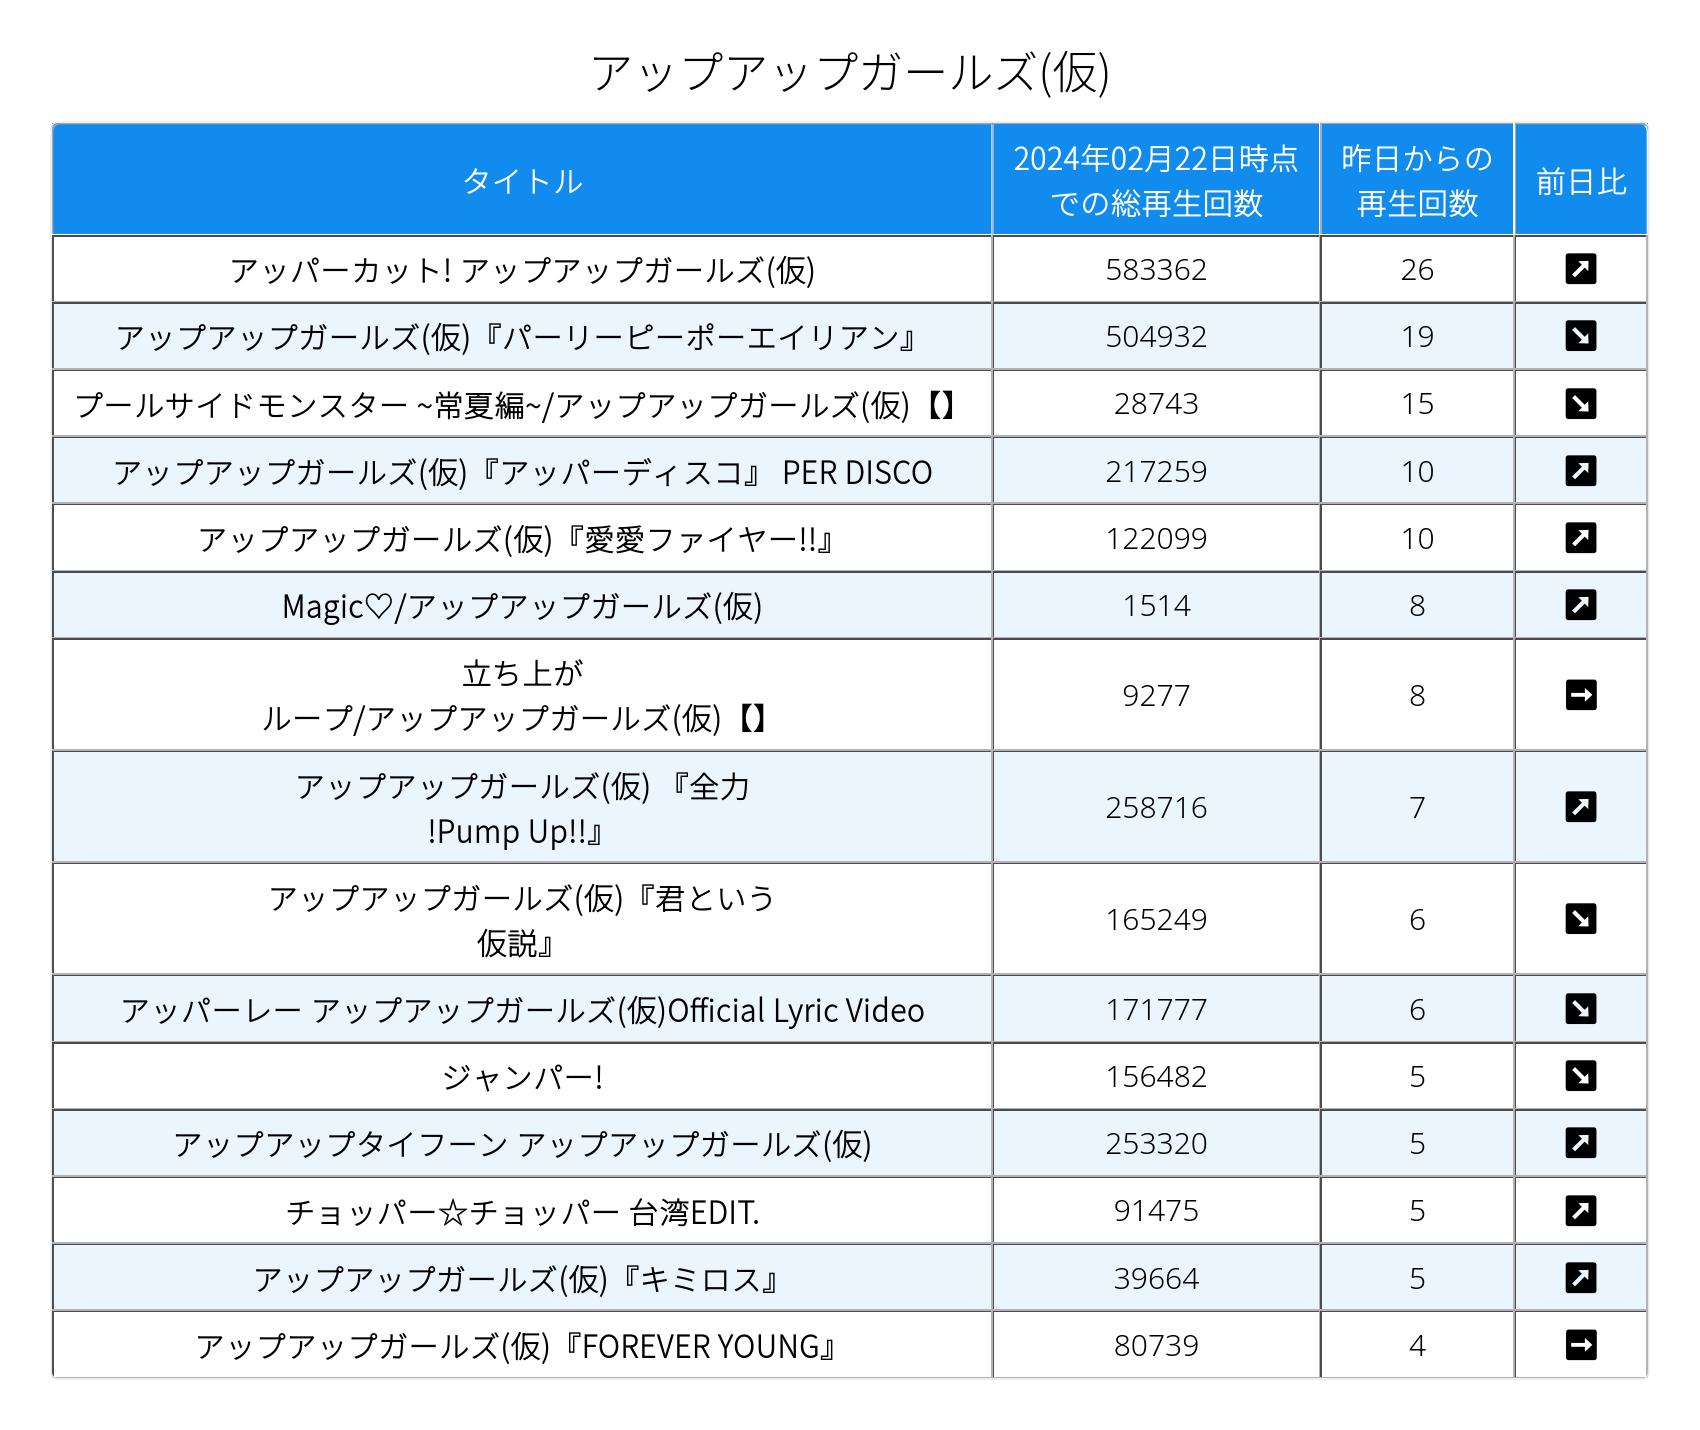 アップアップガールズ(仮)
タイトル
2024年02月22日時点
での総再生回数
昨日からの
再生回数
前日比
アッパーカット! アップアップガールズ(仮)
583362
26
アップアップガールズ(仮)『パーリーピーポーエイリアン』
504932
19
プールサイドモンスター ~常夏編~/アップアップガールズ(仮)【】
28743
15
アップアップガールズ(仮)『アッパーディスコ』 PER DISCO
217259
10
アップアップガールズ(仮)『愛愛ファイヤー!!』
122099
10
Magic♡/アップアップガールズ(仮)
1514
8
立ち上が
ループ/アップアップガールズ(仮)【】
9277
8
アップアップガールズ(仮) 『全力
!Pump Up!!』
258716
7
アップアップガールズ(仮)『君という
仮説』
165249
6
アッパーレー アップアップガールズ(仮)Official Lyric Video
171777
6
ジャンパー!
156482
5
アップアップタイフーン アップアップガールズ(仮)
253320
5
チョッパー☆チョッパー 台湾EDIT.
91475
5
アップアップガールズ(仮)『キミロス』
39664
5
アップアップガールズ(仮)『FOREVER YOUNG』
80739
4